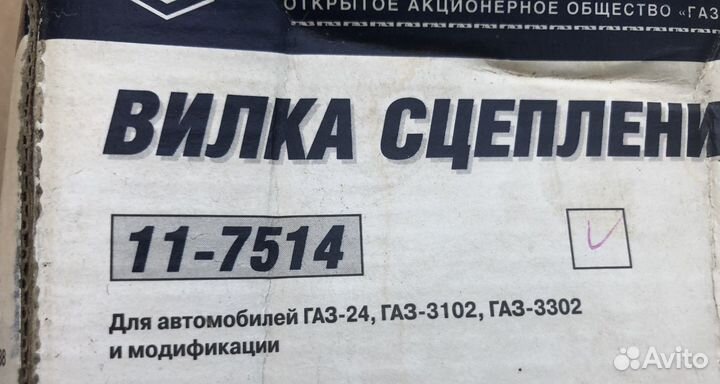 ОТКРЫТОЕ АКЦИОНЕРНОЕ ОБЩЕСТВО «ГАЗ
ВИЛКА СЦЕПЛЕНИ
11-7514
Для автомобилей ГАЗ-24, ГАЗ-3102, ГАЗ-3302
и модификации
Avito